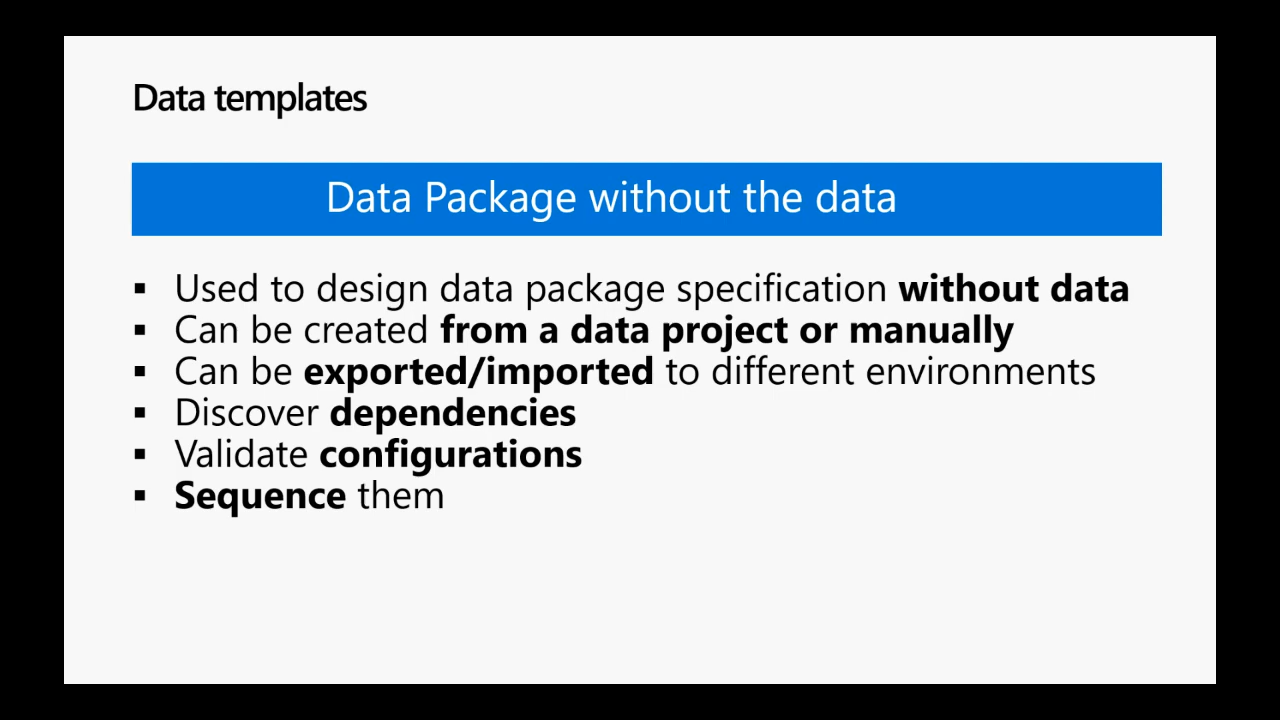 Data templates
Data Package without the data
▪ Used to design data package specification without data
▪ Can be created from a data project or manually
▪ Can be exported/imported to different environments
▪ Discover dependencies
▪ Validate configurations
▪ Sequence them